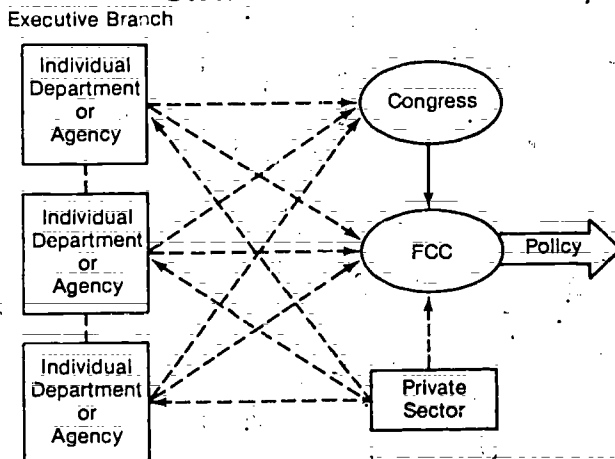 Executive Branch
Individual
Department
or
Agency
Congress
Individual
Department
or
Agency
FCC
Policy
Individual
Department
or
Agency
Private
Sector